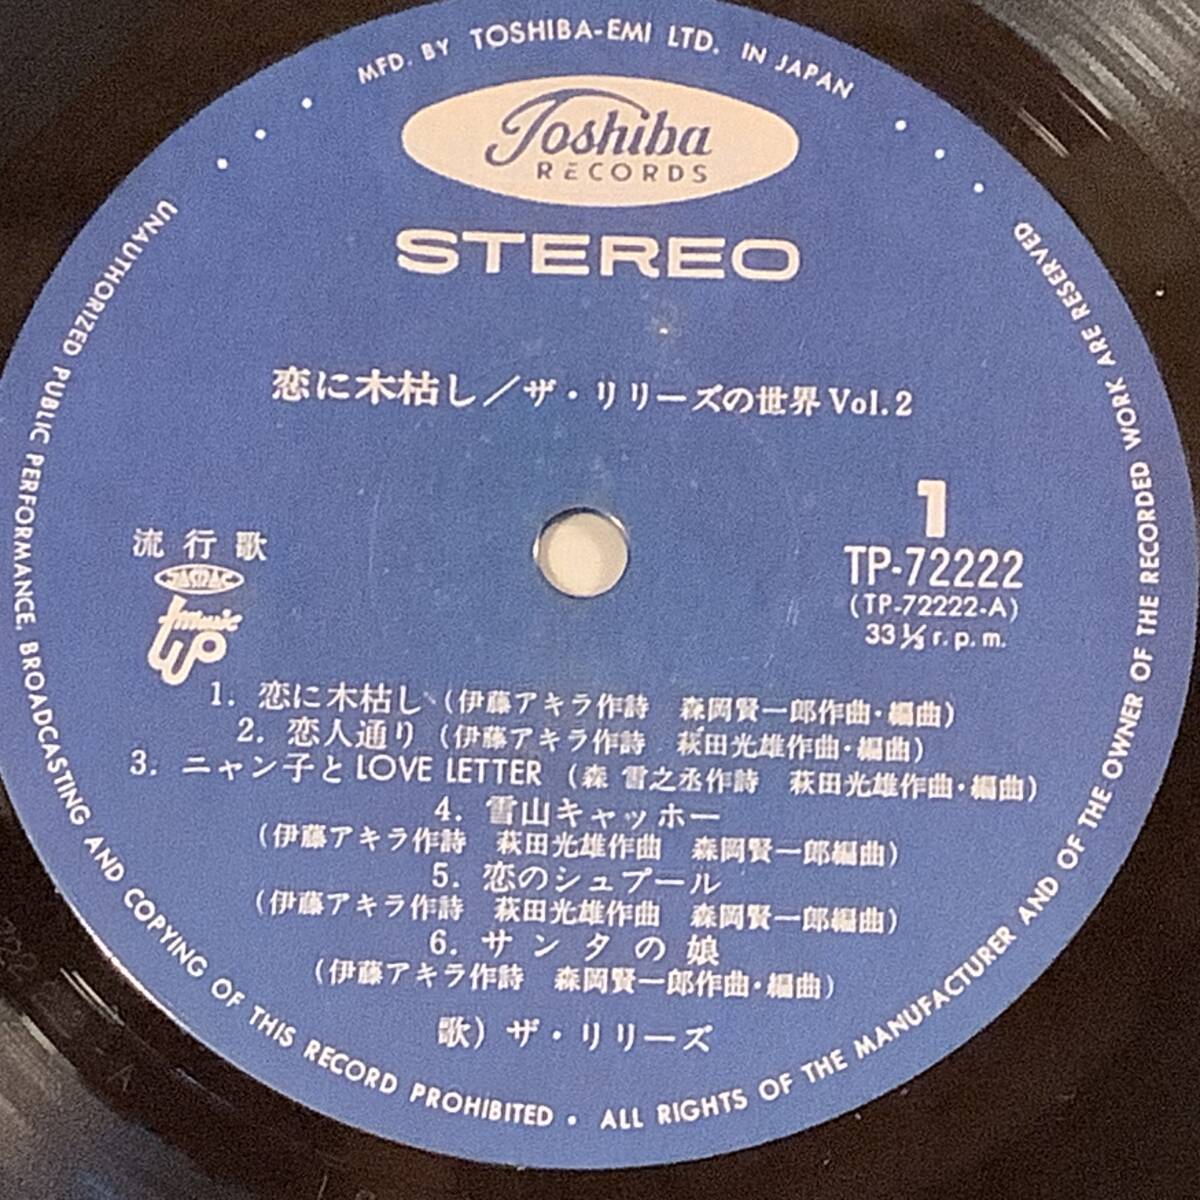 MFD. BY TOSHIBA-EMI LTD. IN JAPAN
Toshiba
RECORDS
STEREO
恋に木枯し／ザ・リリーズの世界 Vol.2
1
TP-72222
(TP-72222-A)
33 1/3 r.p.m.
流行歌
JASRAC
music
UP
1. 恋に木枯し (伊藤アキラ作詩 森岡賢一郎作曲・編曲)
2. 恋人通り (伊藤アキラ作詩 萩田光雄作曲・編曲)
3. ニャン子とLOVE LETTER (森 雪之丞作詩 萩田光雄作曲・編曲)
4. 雪山キャッホー
(伊藤アキラ作詩 萩田光雄作曲 森岡賢一郎編曲)
5. 恋のシュプール
(伊藤アキラ作詩 萩田光雄作曲 森岡賢一郎編曲)
6. サンタの娘
(伊藤アキラ作詩 森岡賢一郎作曲・編曲)
歌) ザ・リリーズ
UNAUTHORIZED PUBLIC PERFORMANCE, BROADCASTING AND COPYING OF THIS RECORD PROHIBITED • ALL RIGHTS OF THE MANUFACTURER AND OF THE OWNER OF THE RECORDED WORK ARE RESERVED